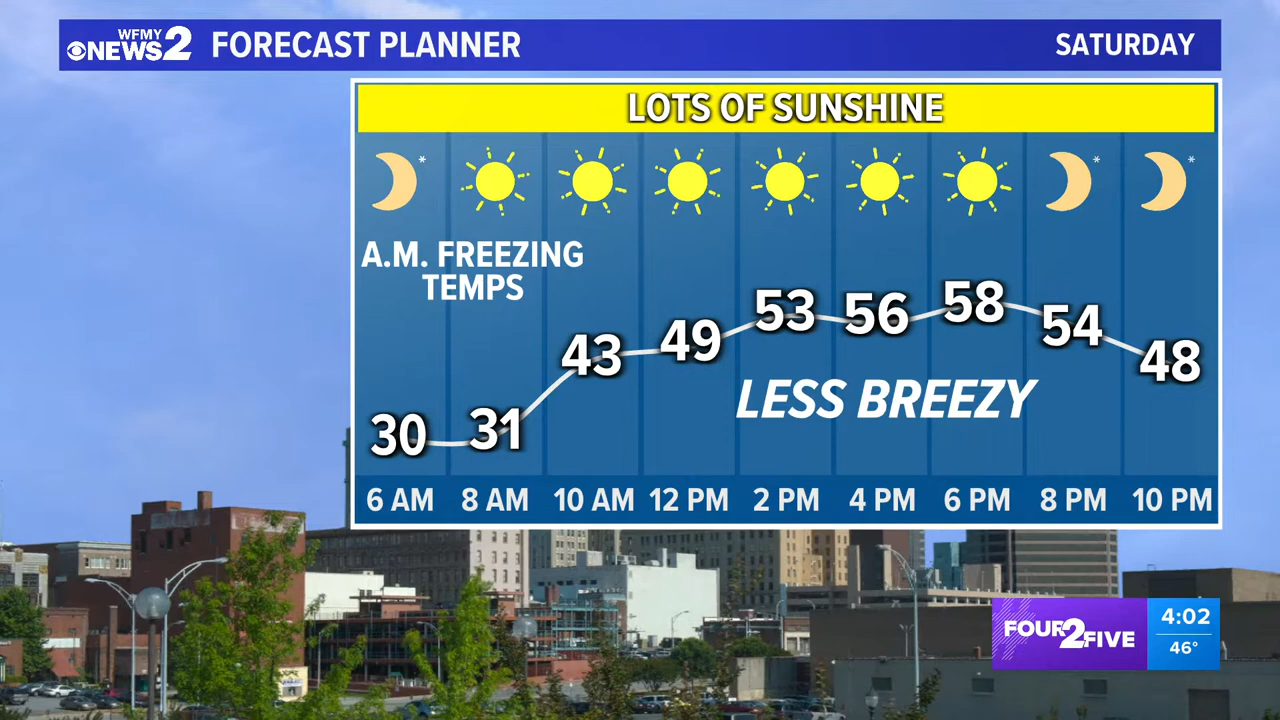 WFMY
NEWS 2
FORECAST PLANNER
SATURDAY
LOTS OF SUNSHINE
A.M. FREEZING
TEMPS
30 31 43 49 53 56 58 54 48
LESS BREEZY
6 AM 8 AM 10 AM 12 PM 2 PM 4 PM 6 PM 8 PM 10 PM
FOUR2FIVE
4:02
46°